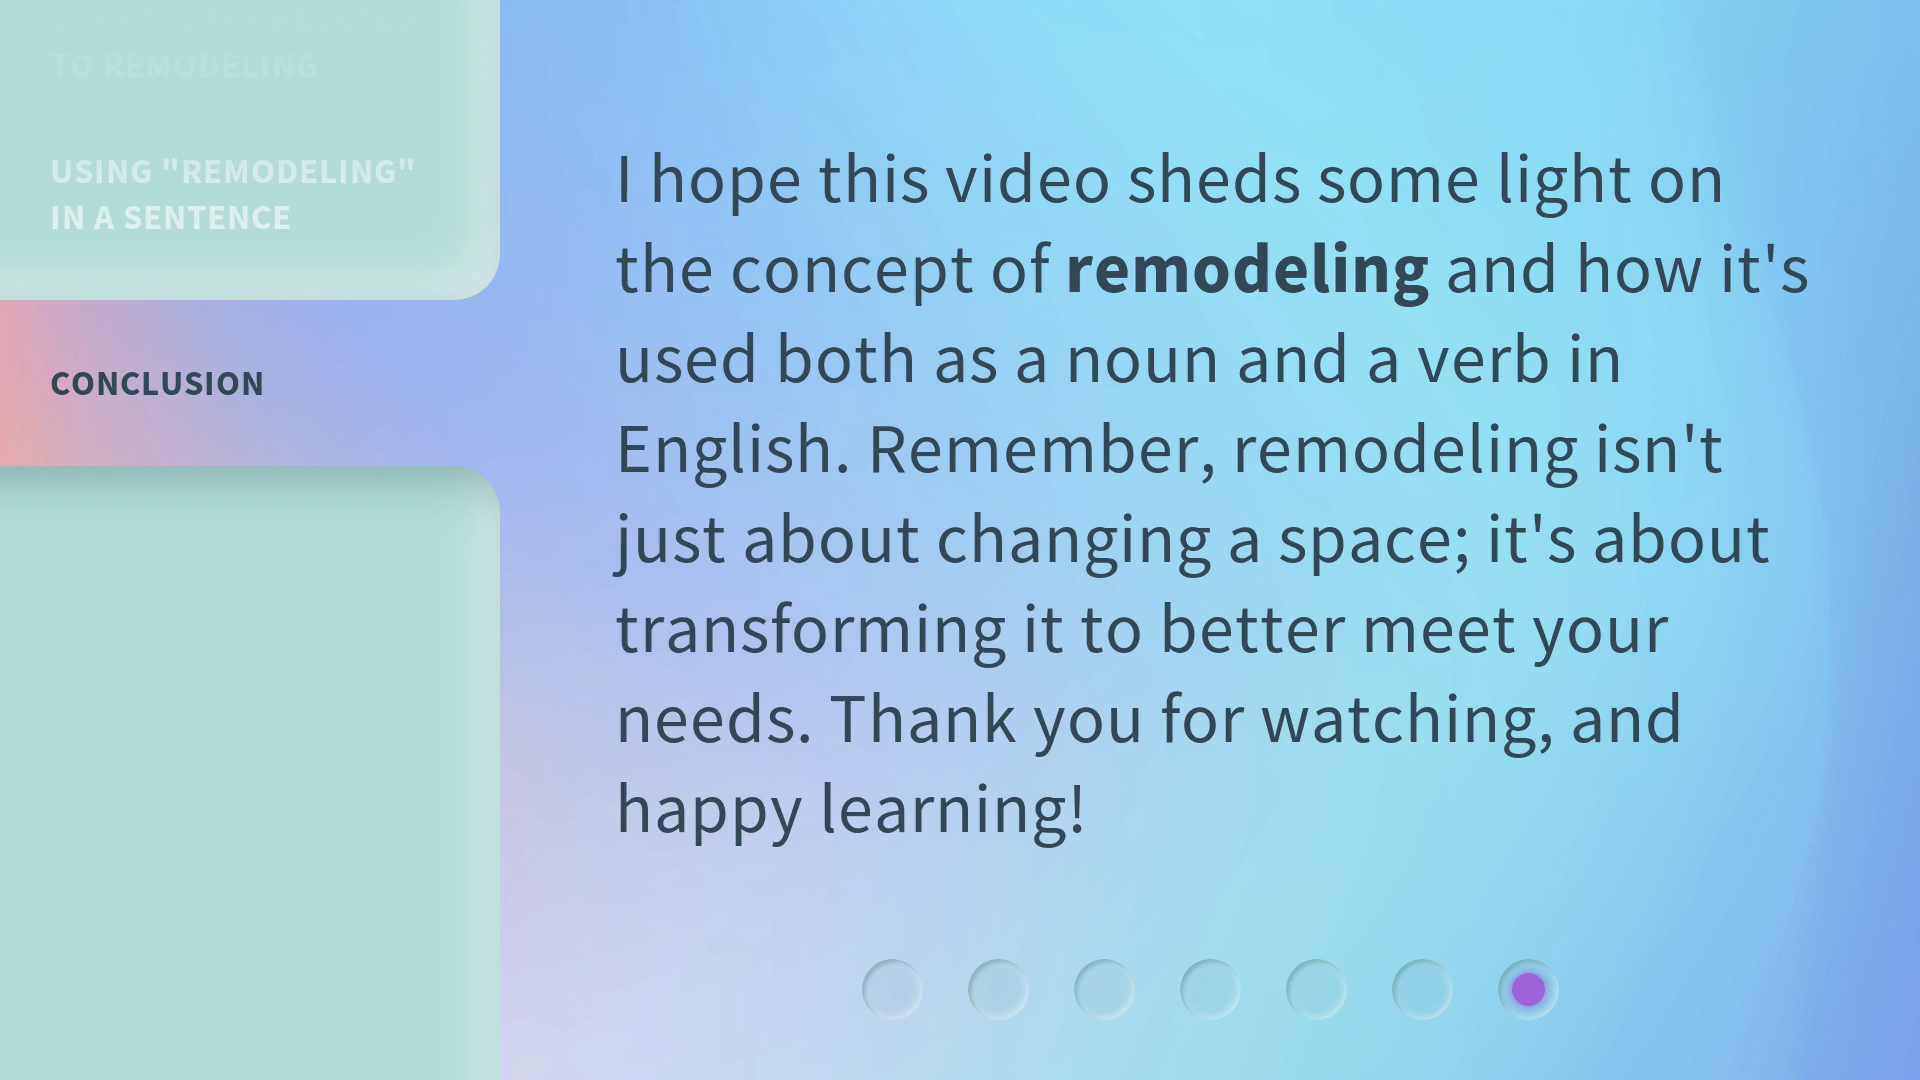 VOCABULARY RELATED
TO REMODELING
USING "REMODELING"
IN A SENTENCE
CONCLUSION
I hope this video sheds some light on
the concept of remodeling and how it's
used both as a noun and a verb in
English. Remember, remodeling isn't
just about changing a space; it's about
transforming it to better meet your
needs. Thank you for watching, and
happy learning!